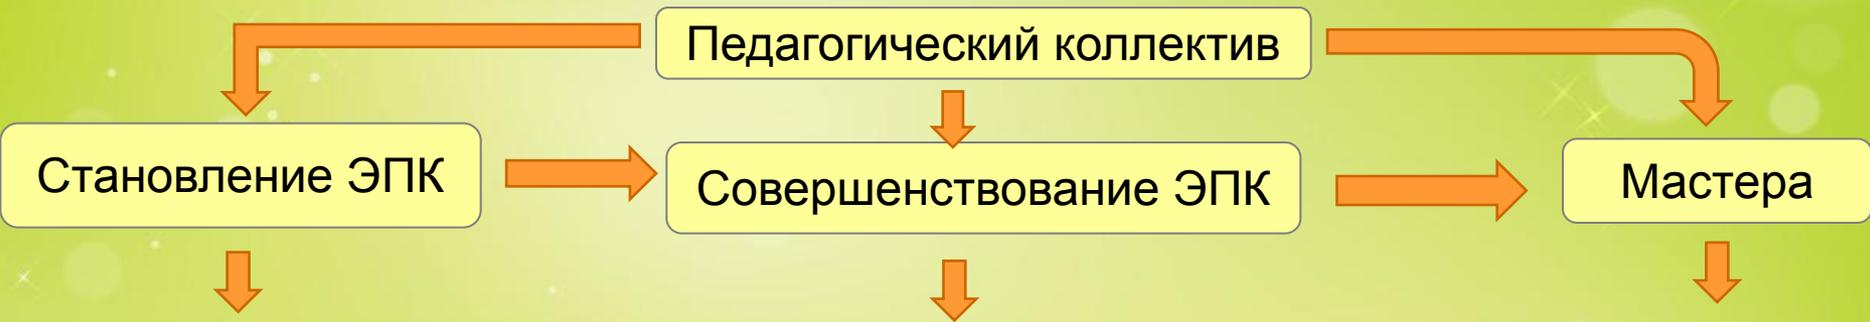 Педагогический коллектив
Становление ЭПК
Совершенствование ЭПК
Мастера